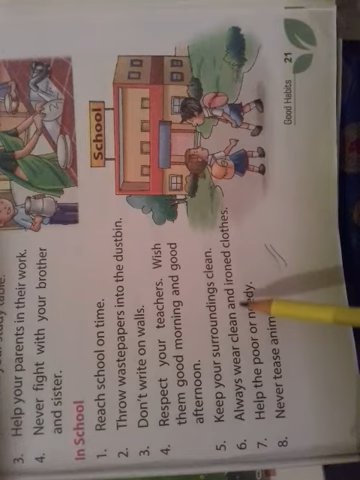 your study table.
3. Help your parents in their work.
4. Never fight with your brother
and sister.
In School
1. Reach school on time.
2. Throw wastepapers into the dustbin.
3. Don't write on walls.
4. Respect your teachers. Wish
them good morning and good
afternoon.
5. Keep your surroundings clean.
6. Always wear clean and ironed clothes.
7. Help the poor or
8. Never tease
School
Good Habits 21